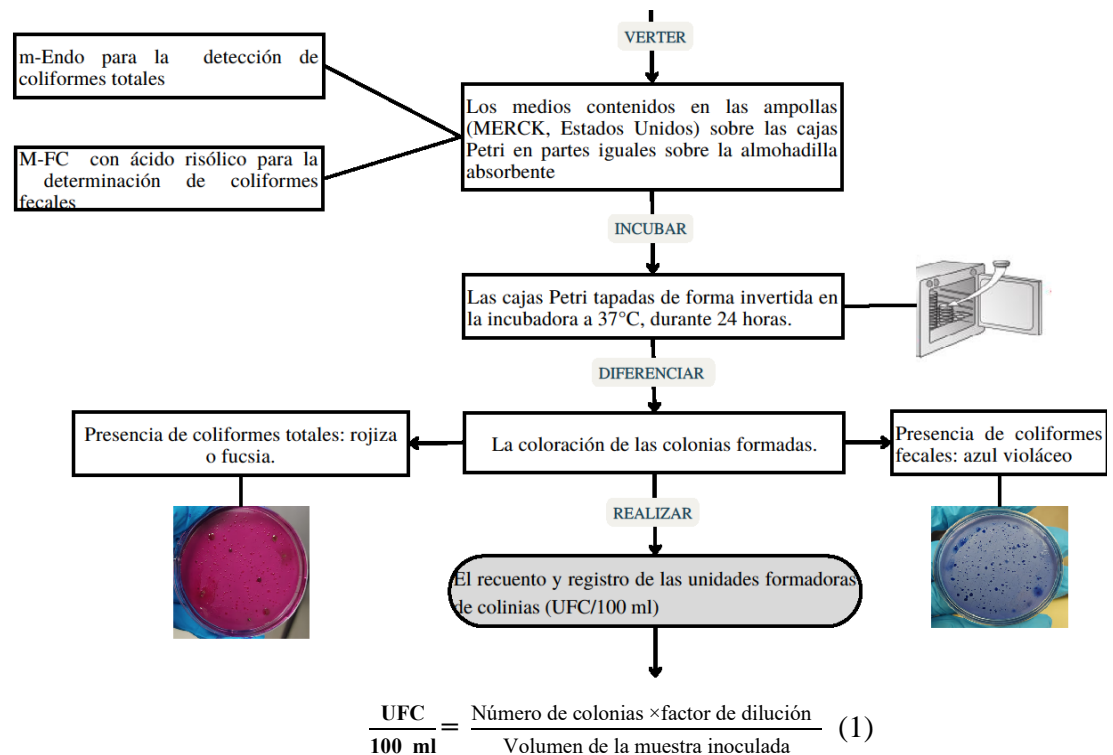 VERTER
m-Endo para la detección de
coliformes totales
Los medios contenidos en las ampollas
(MERCK, Estados Unidos) sobre las cajas
Petri en partes iguales sobre la almohadilla
absorbente
M-FC con ácido risólico para la
determinación de coliformes
fecales
INCUBAR
Las cajas Petri tapadas de forma invertida en
la incubadora a 37°C, durante 24 horas.
DIFERENCIAR
Presencia de coliformes totales: rojiza
o fucsia.
La coloración de las colonias formadas.
Presencia de coliformes
fecales: azul violáceo
REALIZAR
El recuento y registro de las unidades formadoras
de colinias (UFC/100 ml)
UFC/100 ml = Número de colonias ×factor de dilución/Volumen de la muestra inoculada (1)